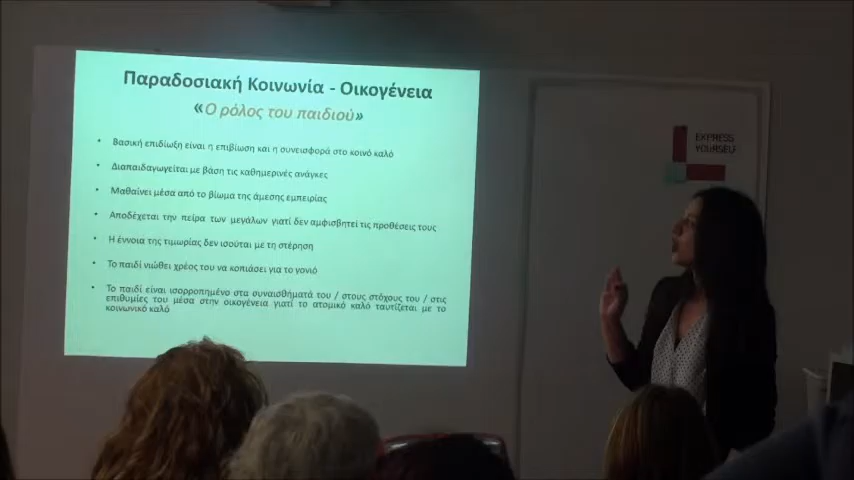 Παραδοσιακή Κοινωνία - Οικογένεια
«Ο ρόλος του παιδιού»
• Βασική επιδίωξη είναι η επιβίωση και η συνεισφορά στο κοινό καλό
• Διαπαιδαγωγείται με βάση τις καθημερινές ανάγκες
• Μαθαίνει μέσα από το βίωμα της άμεσης εμπειρίας
• Αποδέχεται την πείρα των μεγάλων γιατί δεν αμφισβητεί τις προθέσεις τους
• Η έννοια της τιμωρίας δεν ισούται με τη στέρηση
• Το παιδί νιώθει χρέος του να κοπιάσει για το γονιό
• Το παιδί είναι ισορροπημένο στα συναισθήματά του / στους στόχους του / στις
επιθυμίες του μέσα στην οικογένεια γιατί το ατομικό καλό ταυτίζεται με το
κοινωνικό καλό
EXPRESS
YOURSELF